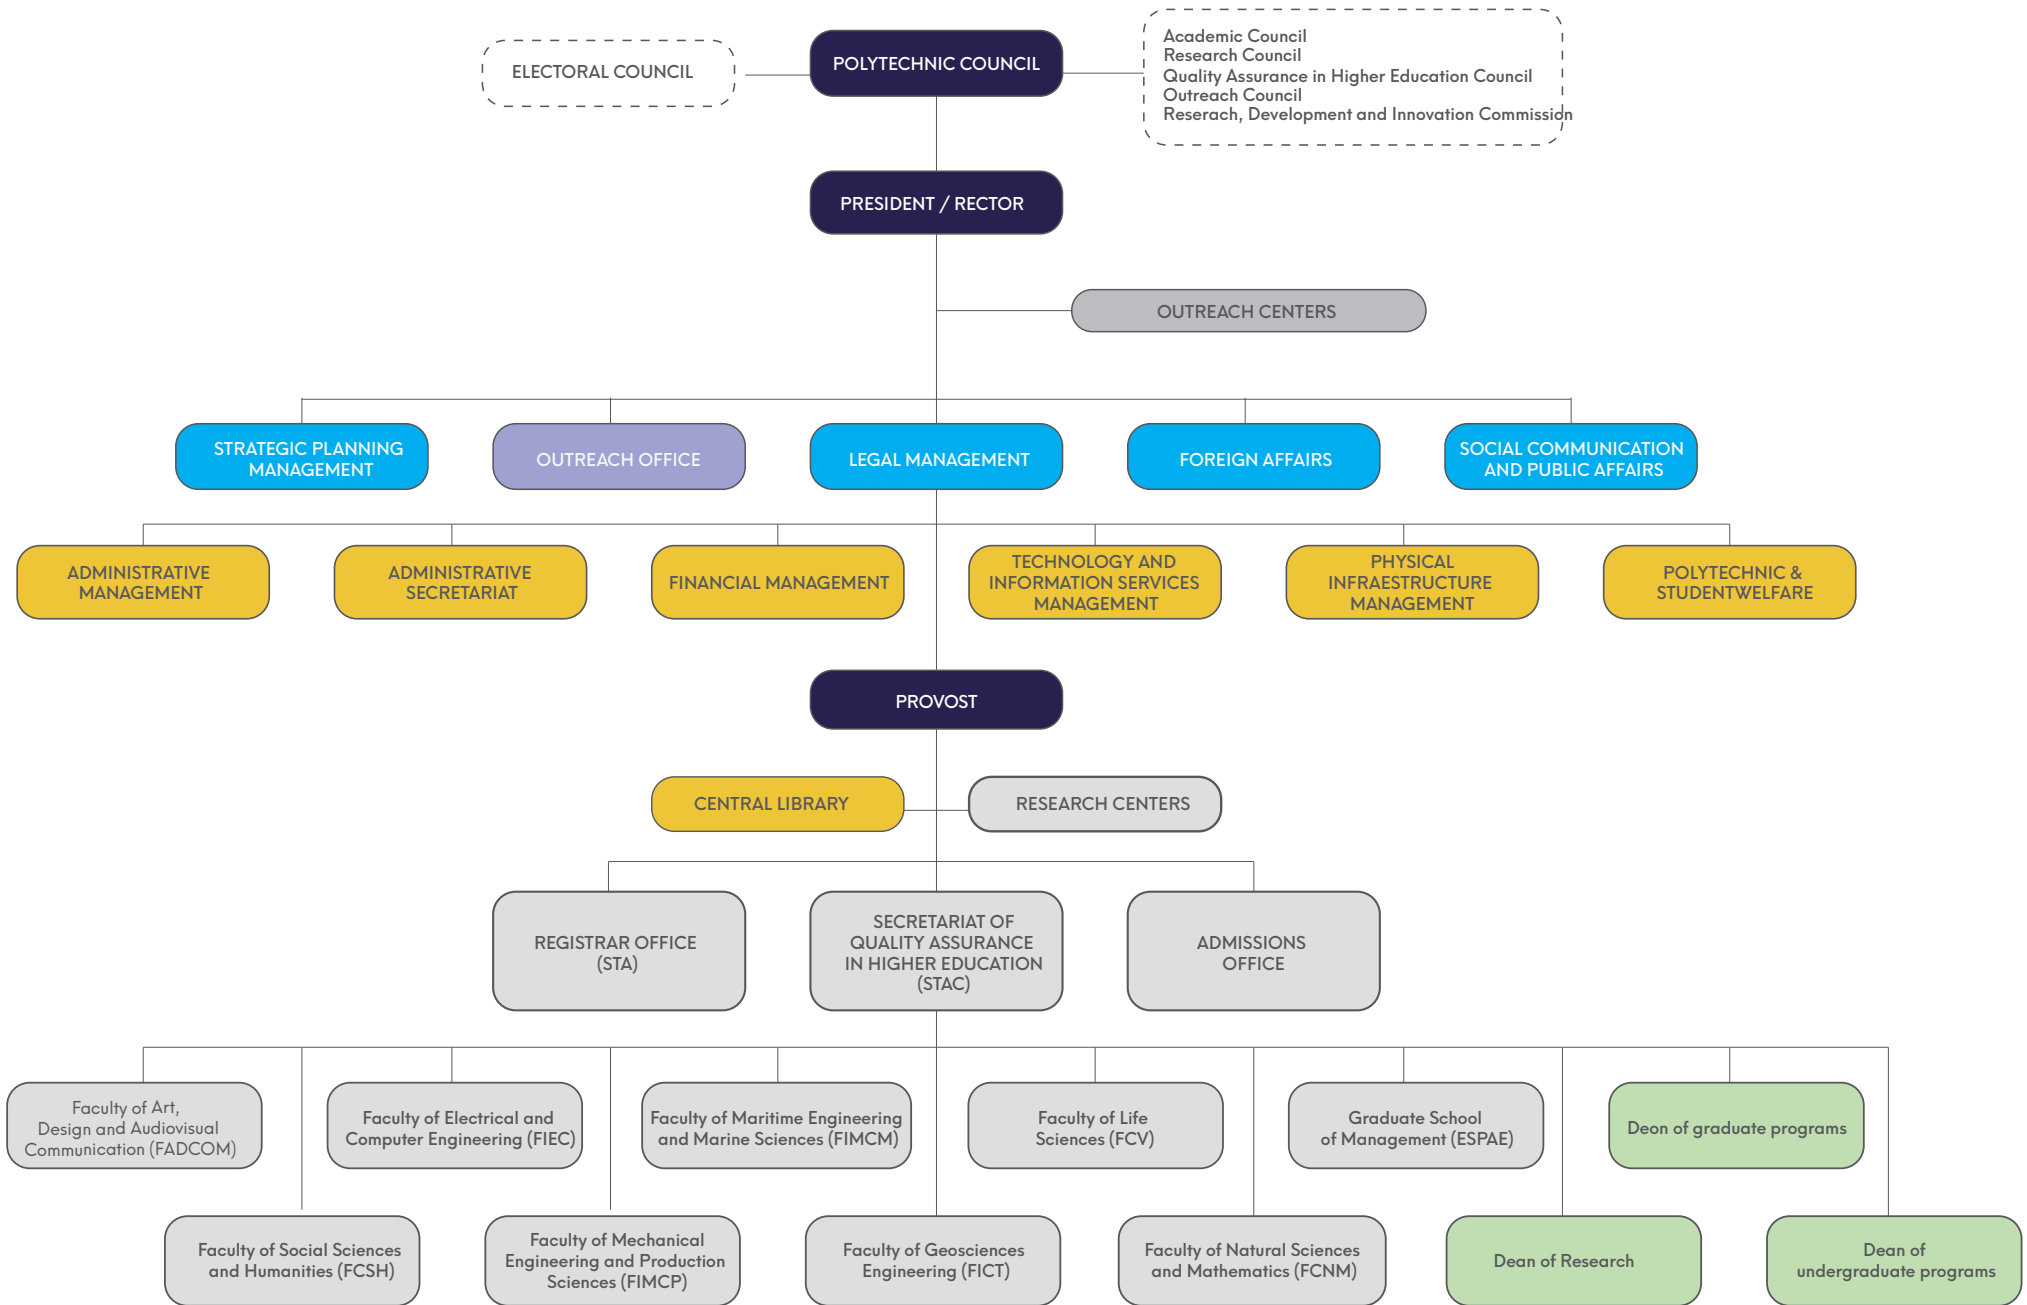 ELECTORAL COUNCIL
POLYTECHNIC COUNCIL
Academic Council
Research Council
Quality Assurance in Higher Education Council
Outreach Council
Reserach, Development and Innovation Commission
PRESIDENT / RECTOR
OUTREACH CENTERS
STRATEGIC PLANNING
MANAGEMENT
OUTREACH OFFICE
LEGAL MANAGEMENT
FOREIGN AFFAIRS
SOCIAL COMMUNICATION
AND PUBLIC AFFAIRS
ADMINISTRATIVE
MANAGEMENT
ADMINISTRATIVE
SECRETARIAT
FINANCIAL MANAGEMENT
TECHNOLOGY AND
INFORMATION SERVICES
MANAGEMENT
PHYSICAL
INFRAESTRUCTURE
MANAGEMENT
POLYTECHNIC &
STUDENTWELFARE
PROVOST
CENTRAL LIBRARY
RESEARCH CENTERS
REGISTRAR OFFICE
(STA)
SECRETARIAT OF
QUALITY ASSURANCE
IN HIGHER EDUCATION
(STAC)
ADMISSIONS
OFFICE
Faculty of Art,
Design and Audiovisual
Communication (FADCOM)
Faculty of Electrical and
Computer Engineering (FIEC)
Faculty of Maritime Engineering
and Marine Sciences (FIMCM)
Faculty of Life
Sciences (FCV)
Graduate School
of Management (ESPAE)
Deon of graduate programs
Faculty of Social Sciences
and Humanities (FCSH)
Faculty of Mechanical
Engineering and Production
Sciences (FIMCP)
Faculty of Geosciences
Engineering (FICT)
Faculty of Natural Sciences
and Mathematics (FCNM)
Dean of Research
Dean of
undergraduate programs